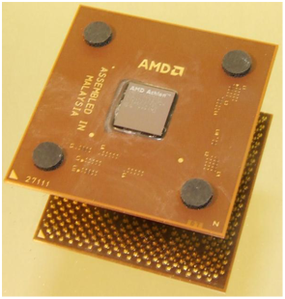 AMD
AMD Athlon
ASSEMBLED IN
MALAYSIA
27111